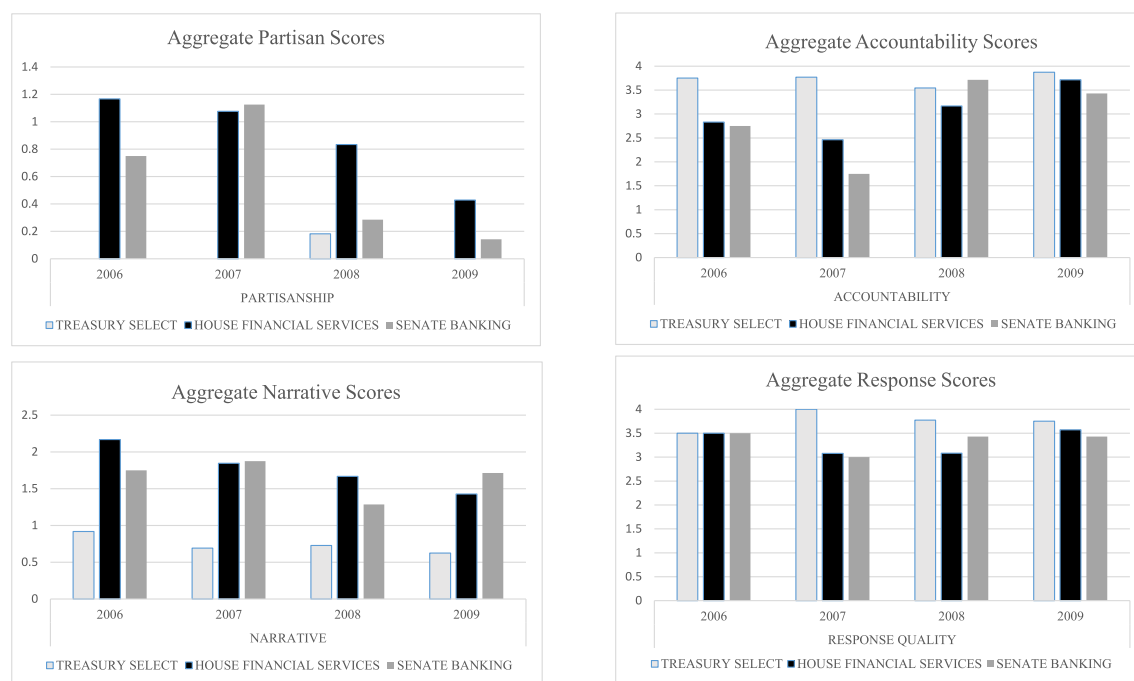 Aggregate Partisan Scores
1.4
1.2
1
0.8
0.6
0.4
0.2
0
2006 2007 2008 2009
PARTISANSHIP
TREASURY SELECT HOUSE FINANCIAL SERVICES SENATE BANKING
Aggregate Accountability Scores
4
3.5
3
2.5
2
1.5
1
0.5
0
2006 2007 2008 2009
ACCOUNTABILITY
TREASURY SELECT HOUSE FINANCIAL SERVICES SENATE BANKING
Aggregate Narrative Scores
2.5
2
1.5
1
0.5
0
2006 2007 2008 2009
NARRATIVE
TREASURY SELECT HOUSE FINANCIAL SERVICES SENATE BANKING
Aggregate Response Scores
4
3.5
3
2.5
2
1.5
1
0.5
0
2006 2007 2008 2009
RESPONSE QUALITY
TREASURY SELECT HOUSE FINANCIAL SERVICES SENATE BANKING